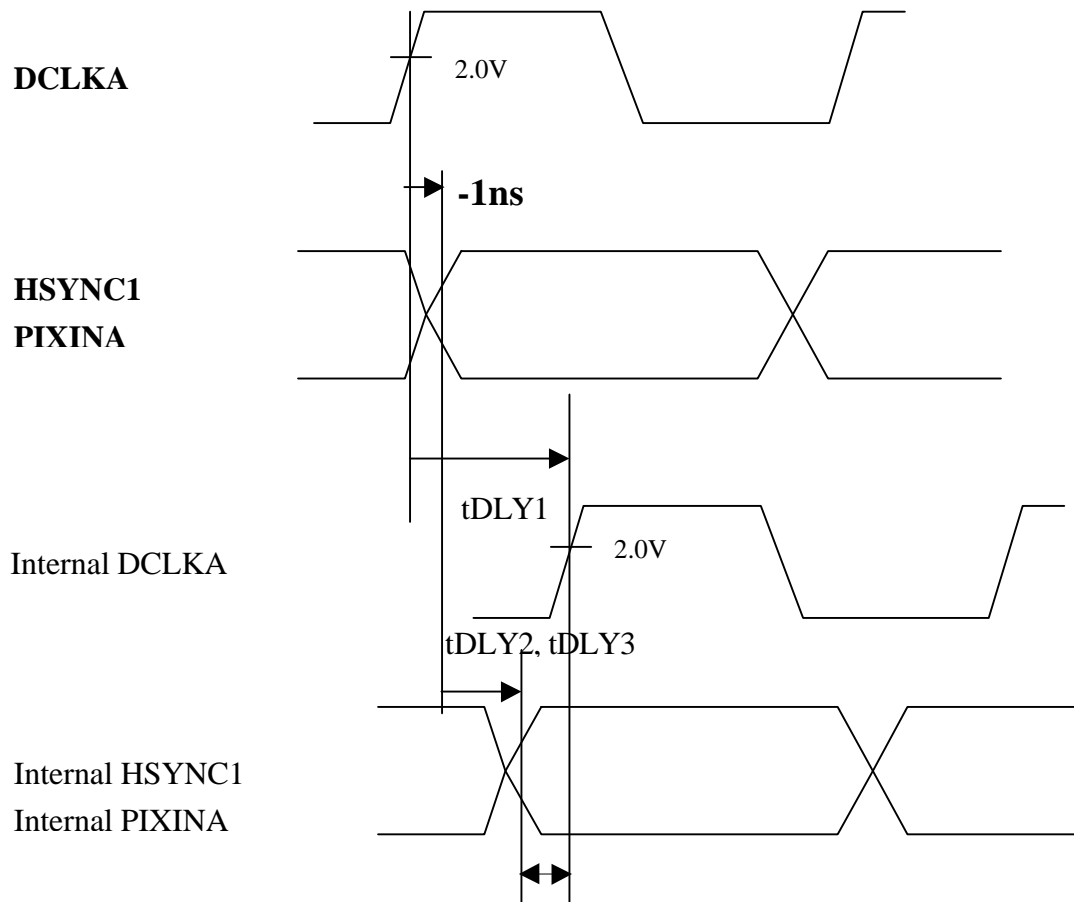 DCLKA
2.0V
-1ns
HSYNC1
PIXINA
tDLY1
Internal DCLKA
2.0V
tDLY2, tDLY3
Internal HSYNC1
Internal PIXINA